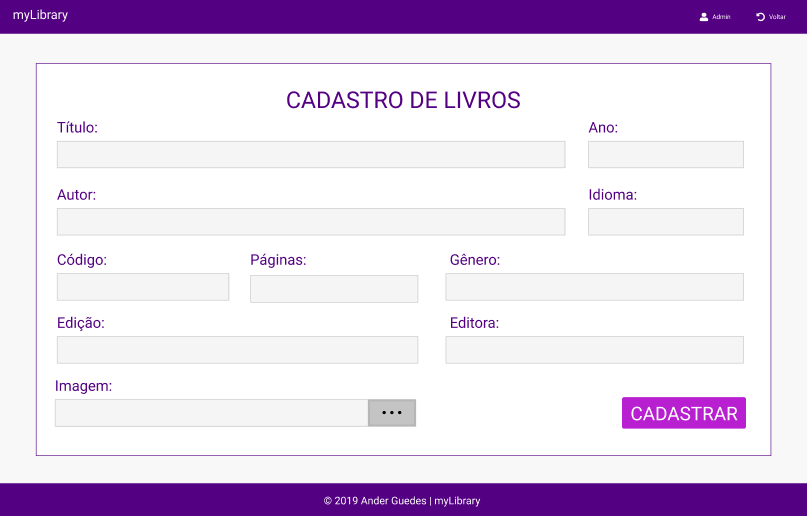 myLibrary
Admin
Voltar
CADASTRO DE LIVROS
Título:
Ano:
Autor:
Idioma:
Código:
Páginas:
Gênero:
Edição:
Editora:
Imagem:
...
CADASTRAR
© 2019 Ander Guedes | myLibrary